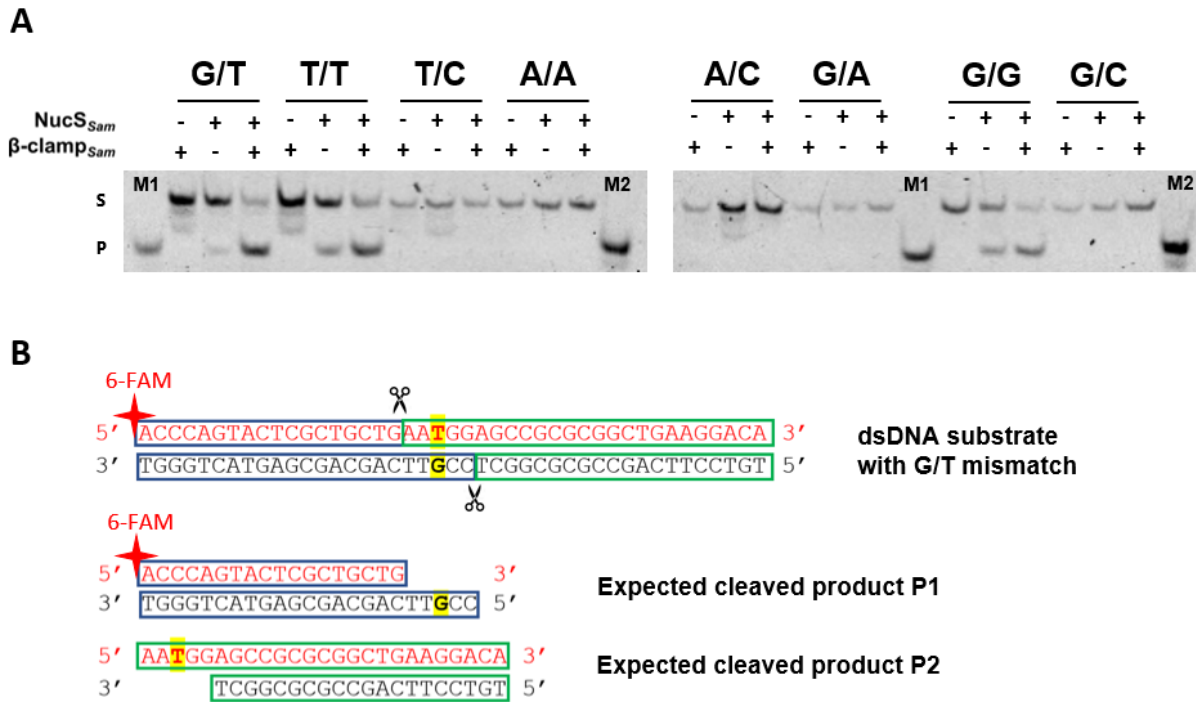 A
G/T T/T T/C A/A A/C G/A G/G G/C
NucSSam - + + - + + - + + - + + - + + - + + - + + - + +
β-clampSam + - + + - + + - + + - + + - + + - + + - + + - +
M1 M2 M1 M2
S
P
B
6-FAM
5′ ACCCAGTACTCGCTGCTGAATGGAGCCGCGCGGCTGAAGGACA 3′
3′ TGGGTCATGAGCGACGACTTGCCTCGGCGCGCCGACTTCCTGT 5′
dsDNA substrate
with G/T mismatch
6-FAM
5′ ACCCAGTACTCGCTGCTG 3′
3′ TGGGTCATGAGCGACGACTTGCC 5′
Expected cleaved product P1
5′ AATGGAGCCGCGCGGCTGAAGGACA 3′
3′ TCGGCGCGCCGACTTCCTGT 5′
Expected cleaved product P2